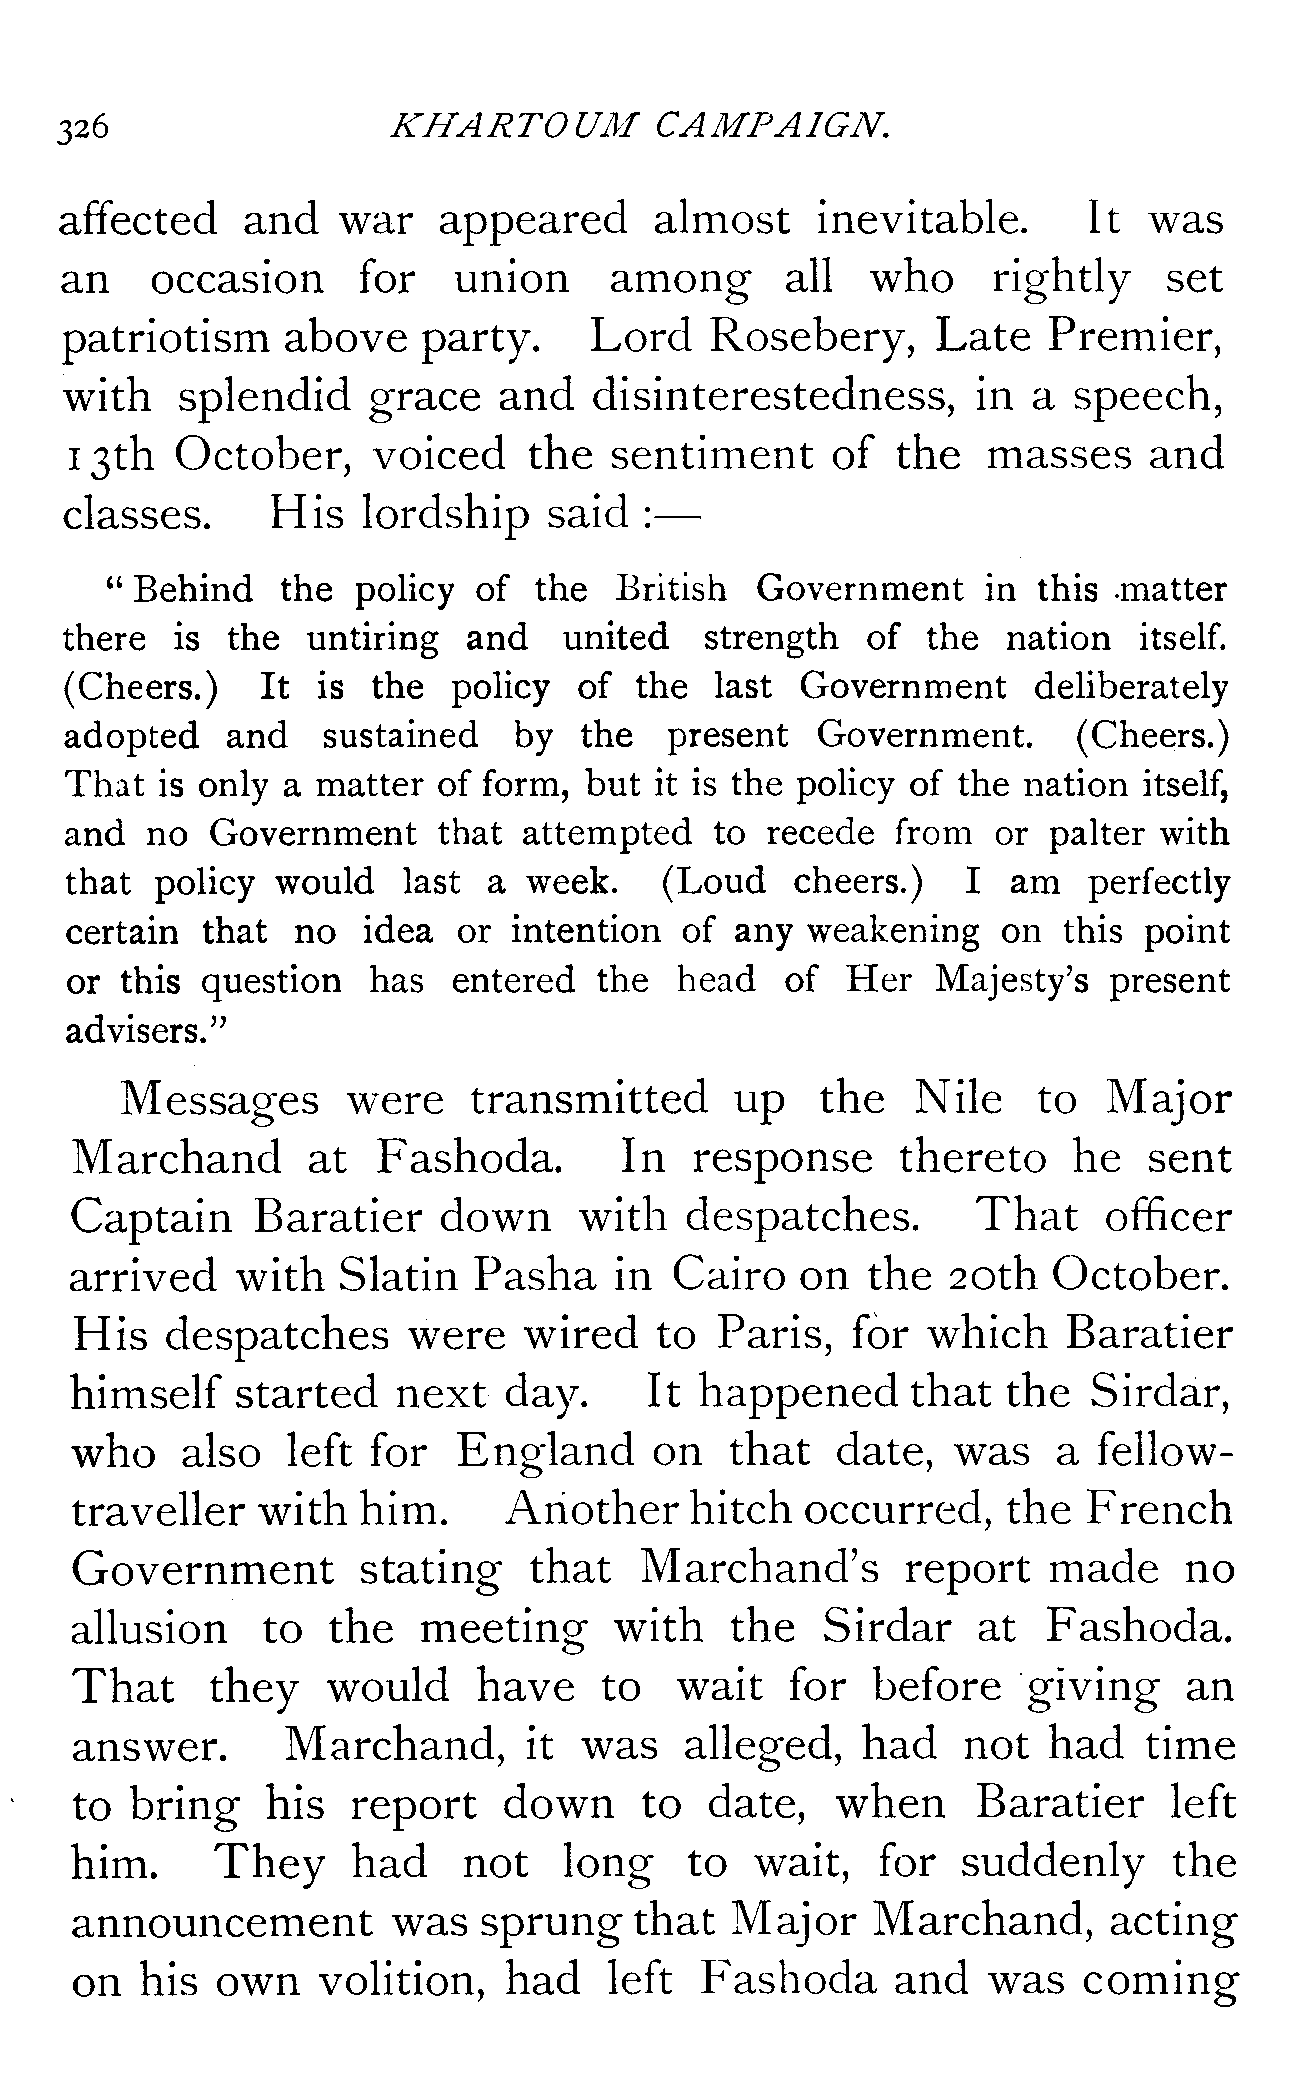 326 KHARTOUM CAMPAIGN.
affected and war appeared almost inevitable. It was
an occasion for union among all who rightly set
patriotism above party. Lord Rosebery, Late Premier,
with splendid grace and disinterestedness, in a speech,
13th October, voiced the sentiment of the masses and
classes. His lordship said :—
“ Behind the policy of the British Government in this matter
there is the untiring and united strength of the nation itself.
(Cheers.) It is the policy of the last Government deliberately
adopted and sustained by the present Government. (Cheers.)
That is only a matter of form, but it is the policy of the nation itself,
and no Government that attempted to recede from or palter with
that policy would last a week. (Loud cheers.) I am perfectly
certain that no idea or intention of any weakening on this point
or this question has entered the head of Her Majesty’s present
advisers.”
Messages were transmitted up the Nile to Major
Marchand at Fashoda. In response thereto he sent
Captain Baratier down with despatches. That officer
arrived with Slatin Pasha in Cairo on the 20th October.
His despatches were wired to Paris, for which Baratier
himself started next day. It happened that the Sirdar,
who also left for England on that date, was a fellow-
traveller with him. Another hitch occurred, the French
Government stating that Marchand’s report made no
allusion to the meeting with the Sirdar at Fashoda.
That they would have to wait for before giving an
answer. Marchand, it was alleged, had not had time
to bring his report down to date, when Baratier left
him. They had not long to wait, for suddenly the
announcement was sprung that Major Marchand, acting
on his own volition, had left Fashoda and was coming